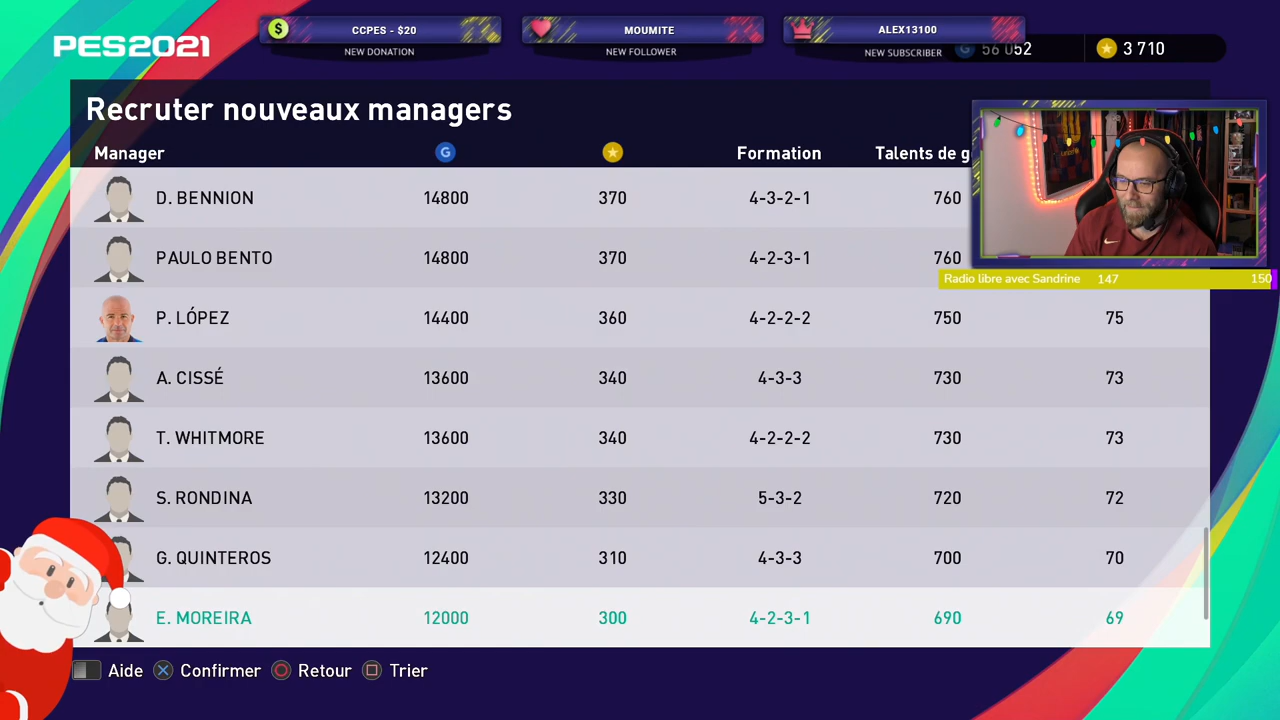 PES2021
$ CCPES - $20
NEW DONATION
MOUMITE
NEW FOLLOWER
ALEX13100
NEW SUBSCRIBER
G 56 052
3 710
Recruter nouveaux managers
Manager G Formation Talents de g
D. BENNION 14800 370 4-3-2-1 760
PAULO BENTO 14800 370 4-2-3-1 760
Radio libre avec Sandrine 147 150
P. LÓPEZ 14400 360 4-2-2-2 750 75
A. CISSÉ 13600 340 4-3-3 730 73
T. WHITMORE 13600 340 4-2-2-2 730 73
S. RONDINA 13200 330 5-3-2 720 72
G. QUINTEROS 12400 310 4-3-3 700 70
E. MOREIRA 12000 300 4-2-3-1 690 69
Aide Confirmer Retour Trier